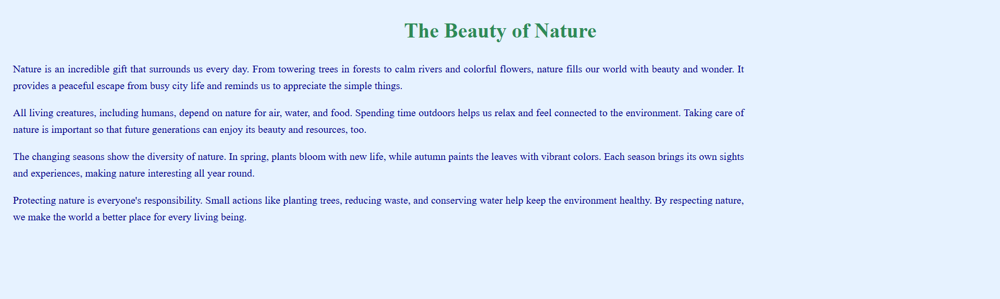 The Beauty of Nature
Nature is an incredible gift that surrounds us every day. From towering trees in forests to calm rivers and colorful flowers, nature fills our world with beauty and wonder. It
provides a peaceful escape from busy city life and reminds us to appreciate the simple things.
All living creatures, including humans, depend on nature for air, water, and food. Spending time outdoors helps us relax and feel connected to the environment. Taking care of
nature is important so that future generations can enjoy its beauty and resources, too.
The changing seasons show the diversity of nature. In spring, plants bloom with new life, while autumn paints the leaves with vibrant colors. Each season brings its own sights
and experiences, making nature interesting all year round.
Protecting nature is everyone's responsibility. Small actions like planting trees, reducing waste, and conserving water help keep the environment healthy. By respecting nature,
we make the world a better place for every living being.